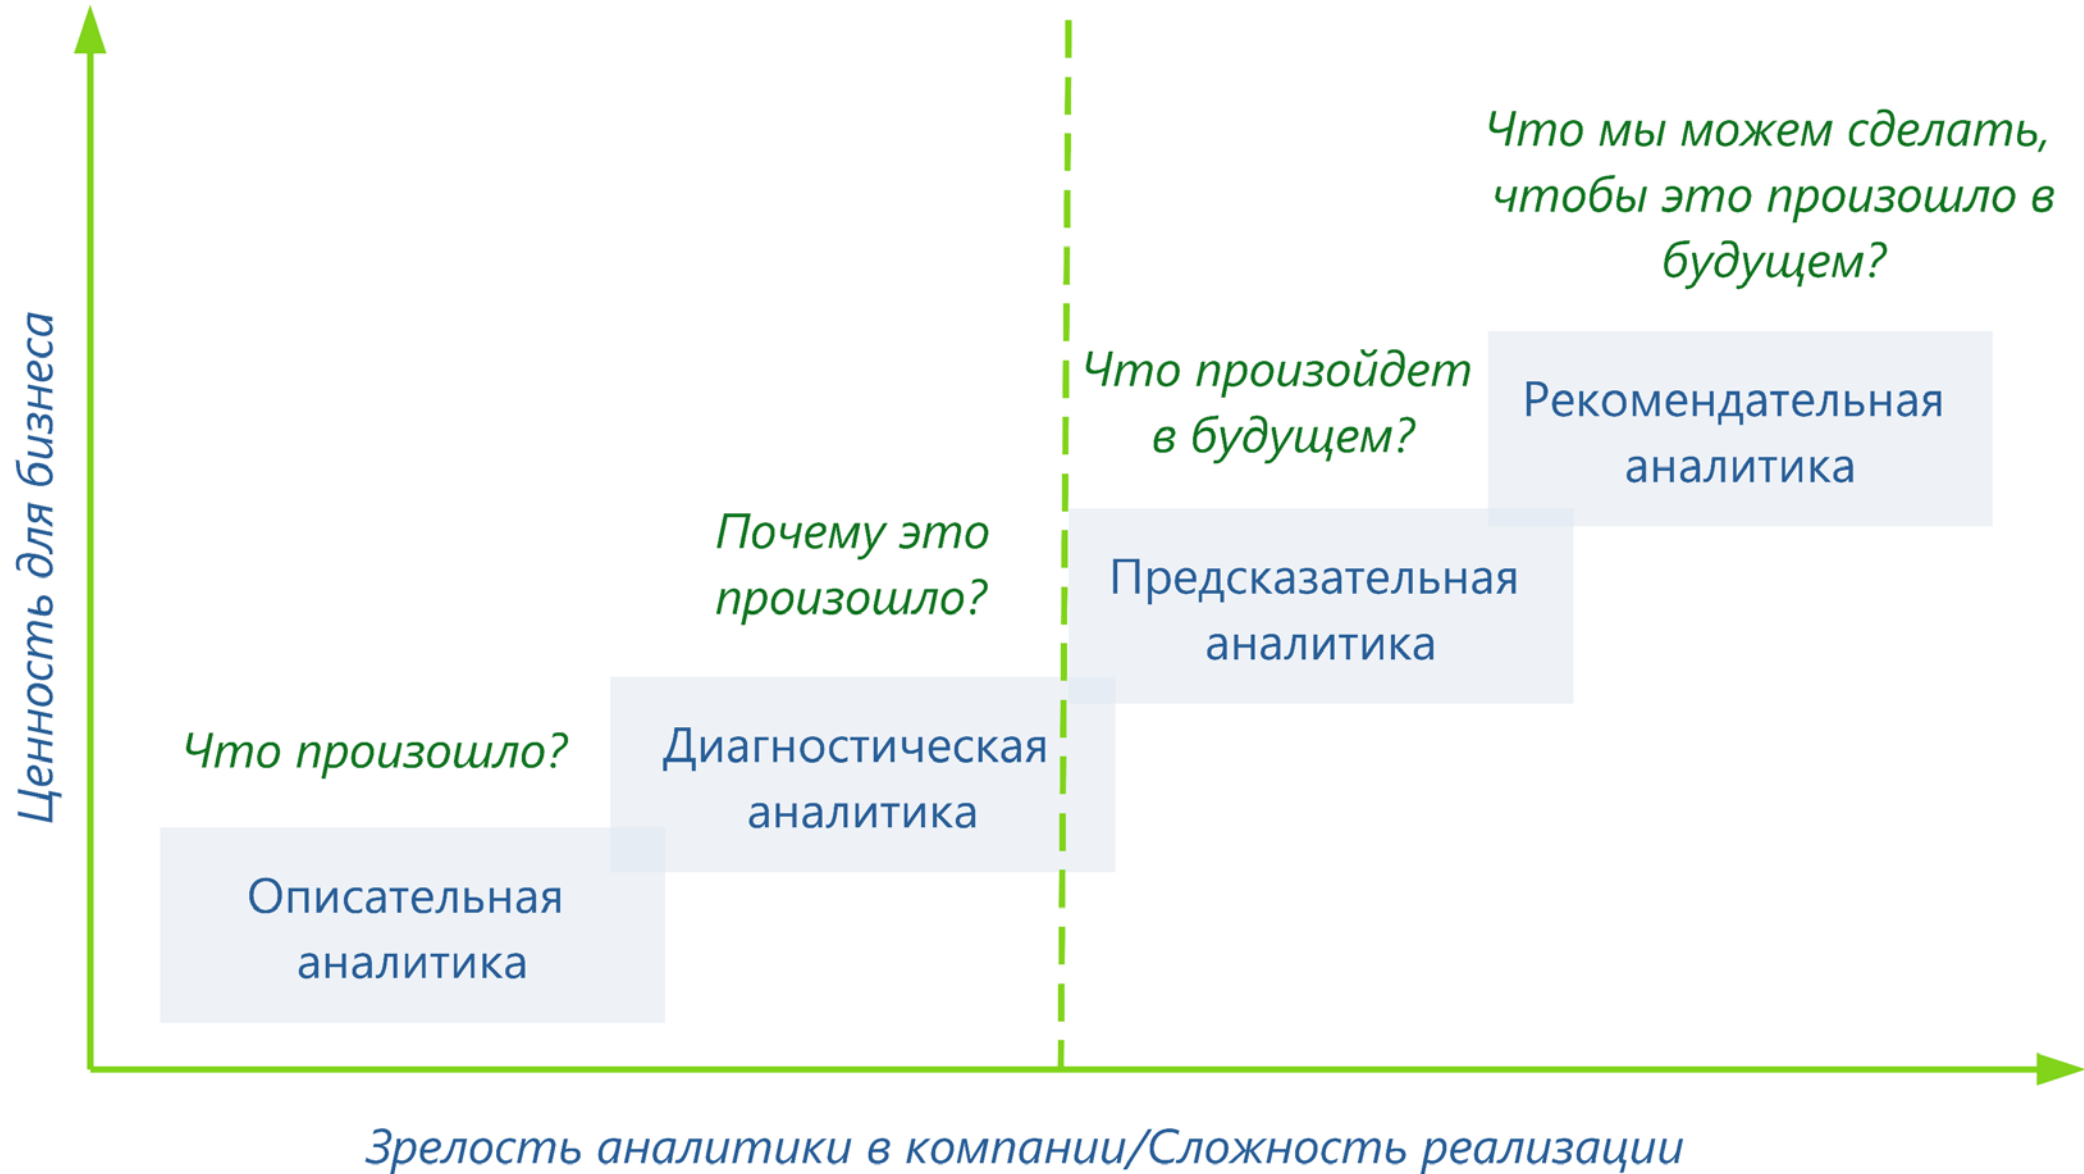 Что мы можем сделать,
чтобы это произошло в
будущем?
Рекомендательная
аналитика
Что произойдет
в будущем?
Предсказательная
аналитика
Почему это
произошло?
Диагностическая
аналитика
Что произошло?
Описательная
аналитика
Ценность для бизнеса
Зрелость аналитики в компании/Сложность реализации